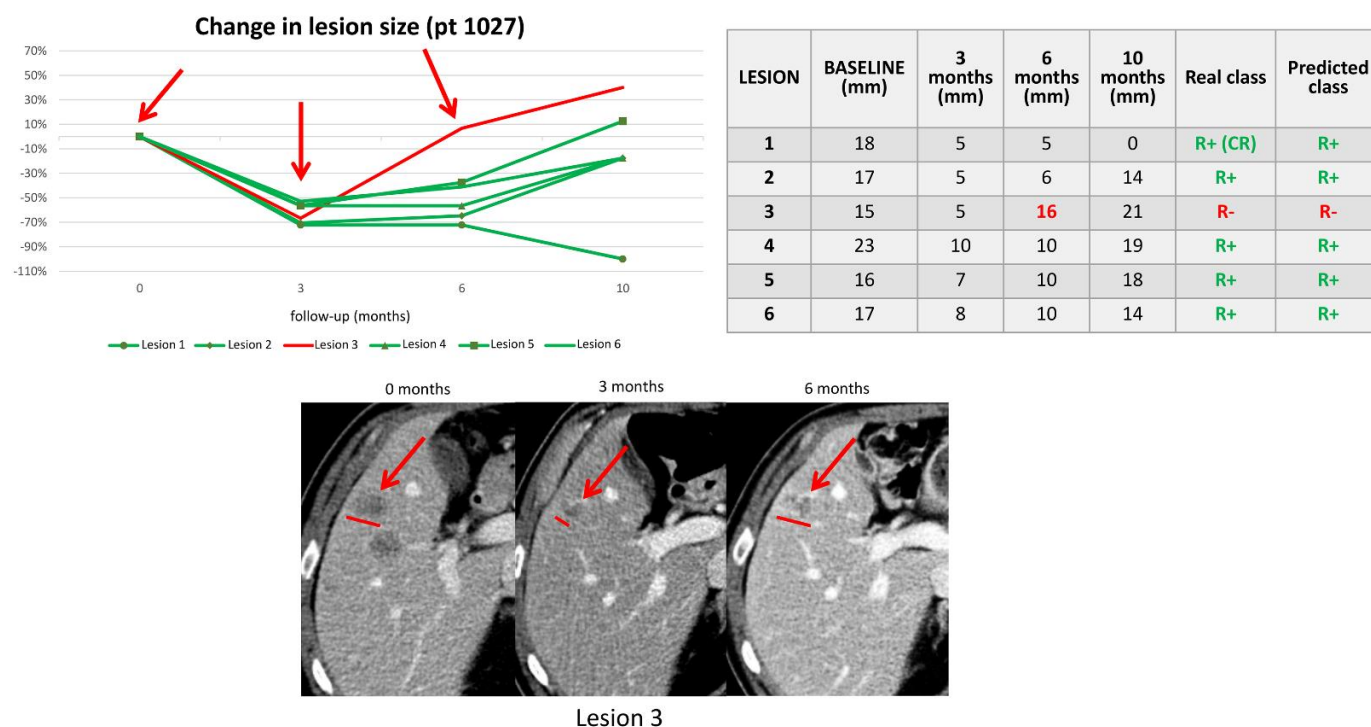 Change in lesion size (pt 1027)
70%
50%
30%
10%
-10%
-30%
-50%
-70%
-90%
-110%
0 3 6 10
follow-up (months)
Lesion 1 Lesion 2 Lesion 3 Lesion 4 Lesion 5 Lesion 6
LESION BASELINE (mm) 3 months (mm) 6 months (mm) 10 months (mm) Real class Predicted class
1 18 5 5 0 R+ (CR) R+
2 17 5 6 14 R+ R+
3 15 5 16 21 R- R-
4 23 10 10 19 R+ R+
5 16 7 10 18 R+ R+
6 17 8 10 14 R+ R+
0 months 3 months 6 months
Lesion 3